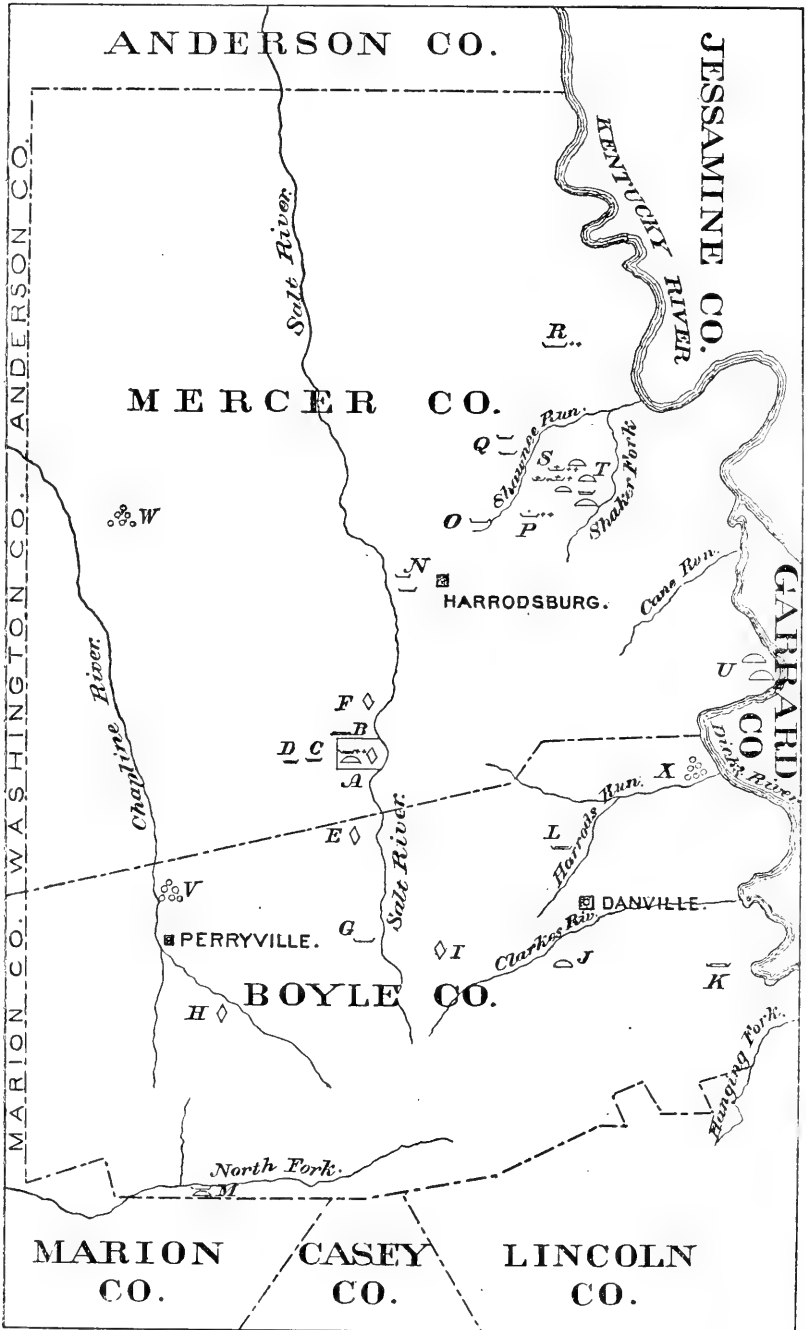 ANDERSON CO.
JESSAMINE CO.
KENTUCKY RIVER
MARION CO. WASHINGTON CO. ANDERSON CO.
Salt River.
R
MERCER CO.
Shawnee Run.
Q
S
T
Shaker Fork
O
P
W
N
HARRODSBURG.
Cane Run.
GARRARD
CO
U
Chapline River.
F
B
D
C
A
Dick's River
X
Harrods Run.
E
L
Salt River.
V
DANVILLE.
PERRYVILLE.
G
I
Clarkes Riv.
J
K
BOYLE CO.
H
Hanging Fork.
North Fork.
M
MARION
CO.
CASEY
CO.
LINCOLN
CO.